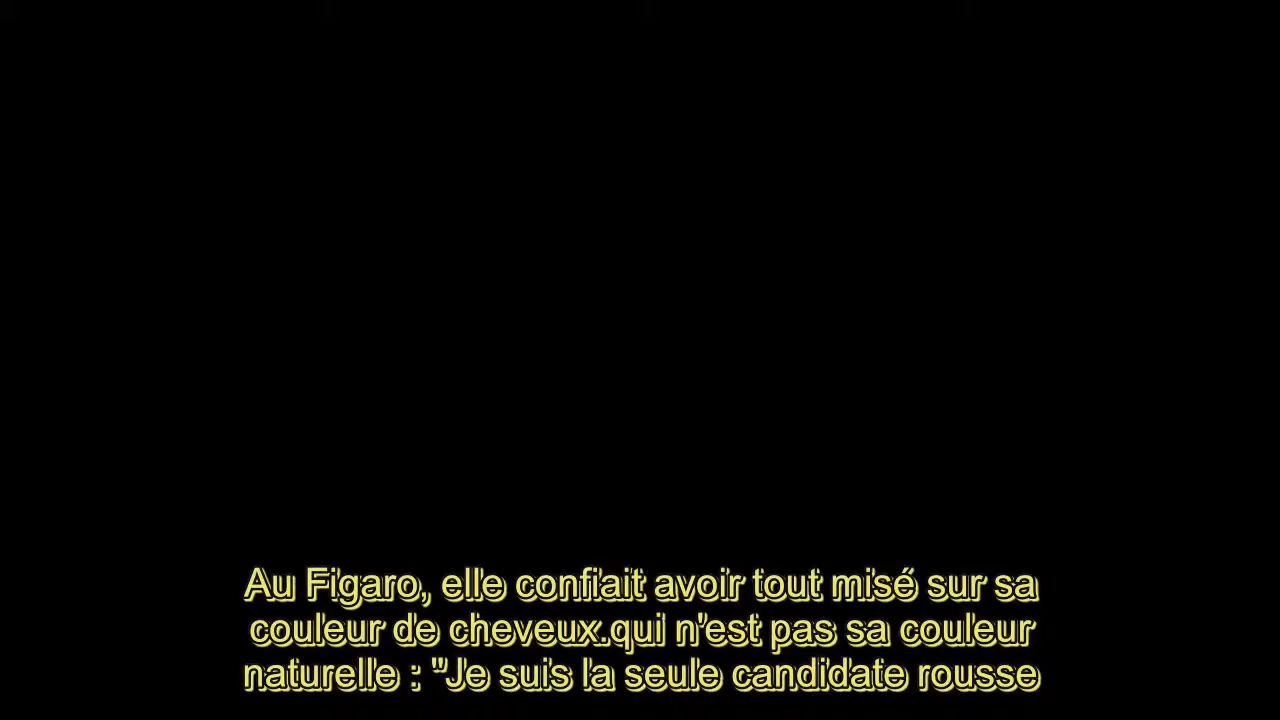 Au Figaro, elle confiait avoir tout misé sur sa
couleur de cheveux.qui n'est pas sa couleur
naturelle : "Je suis la seule candidate rousse